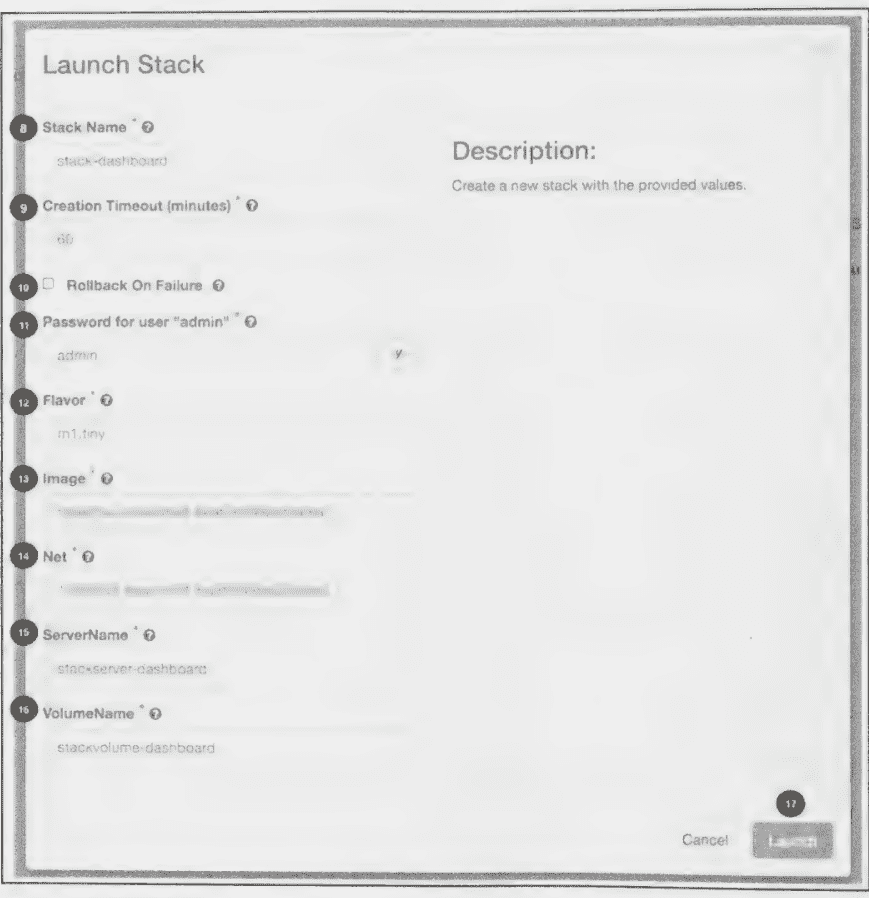 Launch Stack
8 Stack Name * ?
stack-dashboard
Description:
Create a new stack with the provided values.
9 Creation Timeout (minutes) * ?
60
10 Rollback On Failure ?
11 Password for user "admin" * ?
admin
12 Flavor * ?
m1.tiny
13 Image * ?
14 Net * ?
15 ServerName * ?
stackserver-dashboard
16 VolumeName * ?
stackvolume-dashboard
17
Cancel Launch